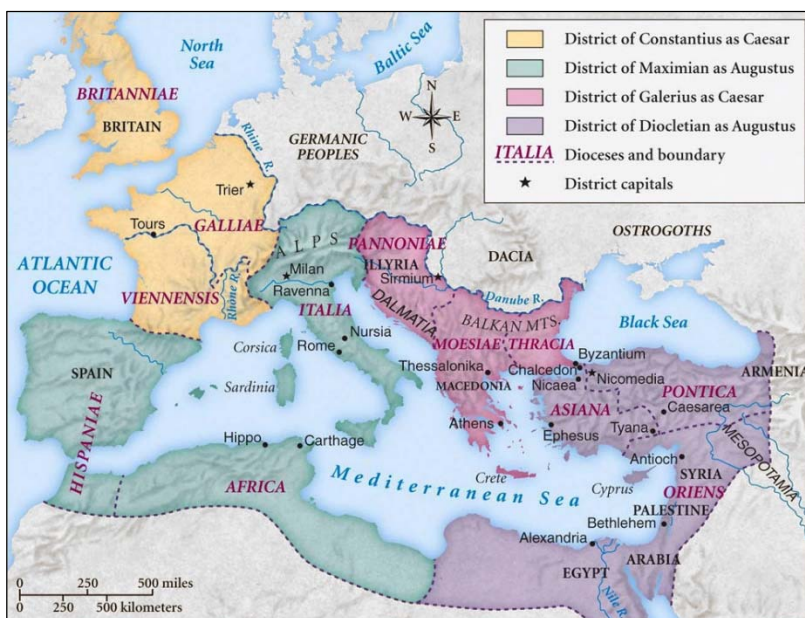 North
Sea
Baltic Sea
District of Constantius as Caesar
District of Maximian as Augustus
District of Galerius as Caesar
District of Diocletian as Augustus
ITALIA Dioceses and boundary
★ District capitals
N
W E
S
BRITANNIAE
BRITAIN
GERMANIC
PEOPLES
Rhine R.
Trier
Tours
GALLIAE
ATLANTIC
OCEAN
VIENNENSIS
Rhône R.
ALPS
Milan
Ravenna
ITALIA
PANNONIAE
ILLYRIA
Sirmium
DACIA
OSTROGOTHS
DALMATIA
Danube R.
BALKAN MTS.
MOESIAE
THRACIA
Black Sea
Corsica
Nursia
Rome
Sardinia
SPAIN
HISPANIAE
Thessalonika
MACEDONIA
Byzantium
Chalcedon
Nicaea
Nicomedia
ARMENIA
PONTICA
Caesarea
ASIANA
Athens
Ephesus
Tyana
MESOPOTAMIA
Hippo
Carthage
AFRICA
Mediterranean Sea
Crete
Cyprus
Antioch
SYRIA
ORIENS
PALESTINE
Bethlehem
Alexandria
EGYPT
ARABIA
Nile R.
0 250 500 miles
0 250 500 kilometers